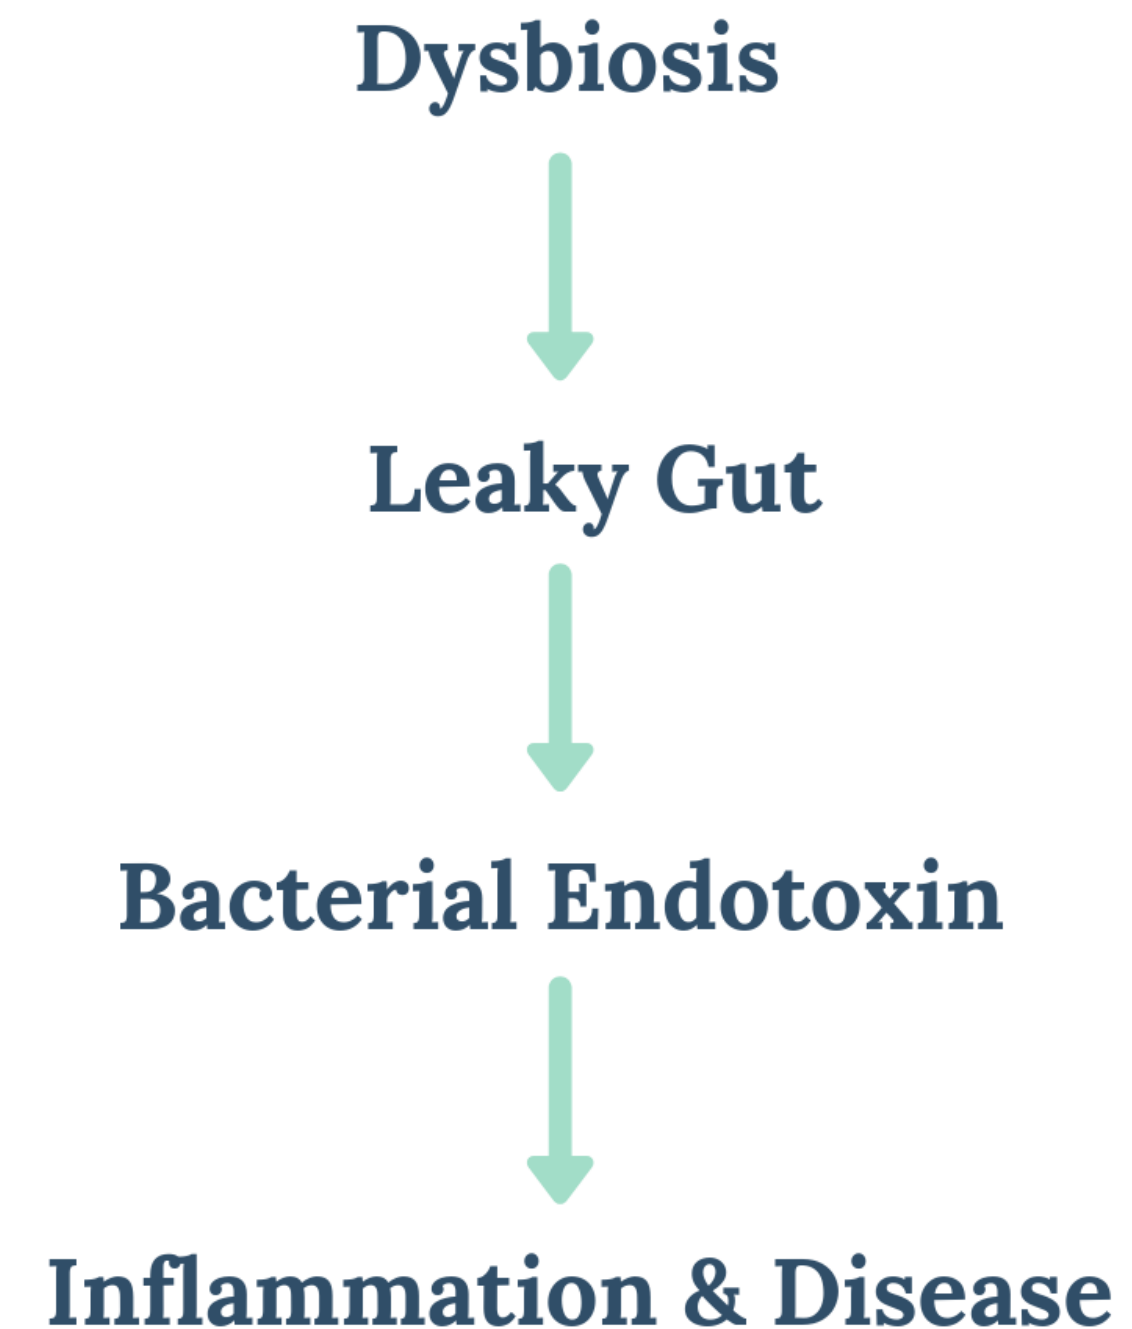 Dysbiosis
Leaky Gut
Bacterial Endotoxin
Inflammation & Disease